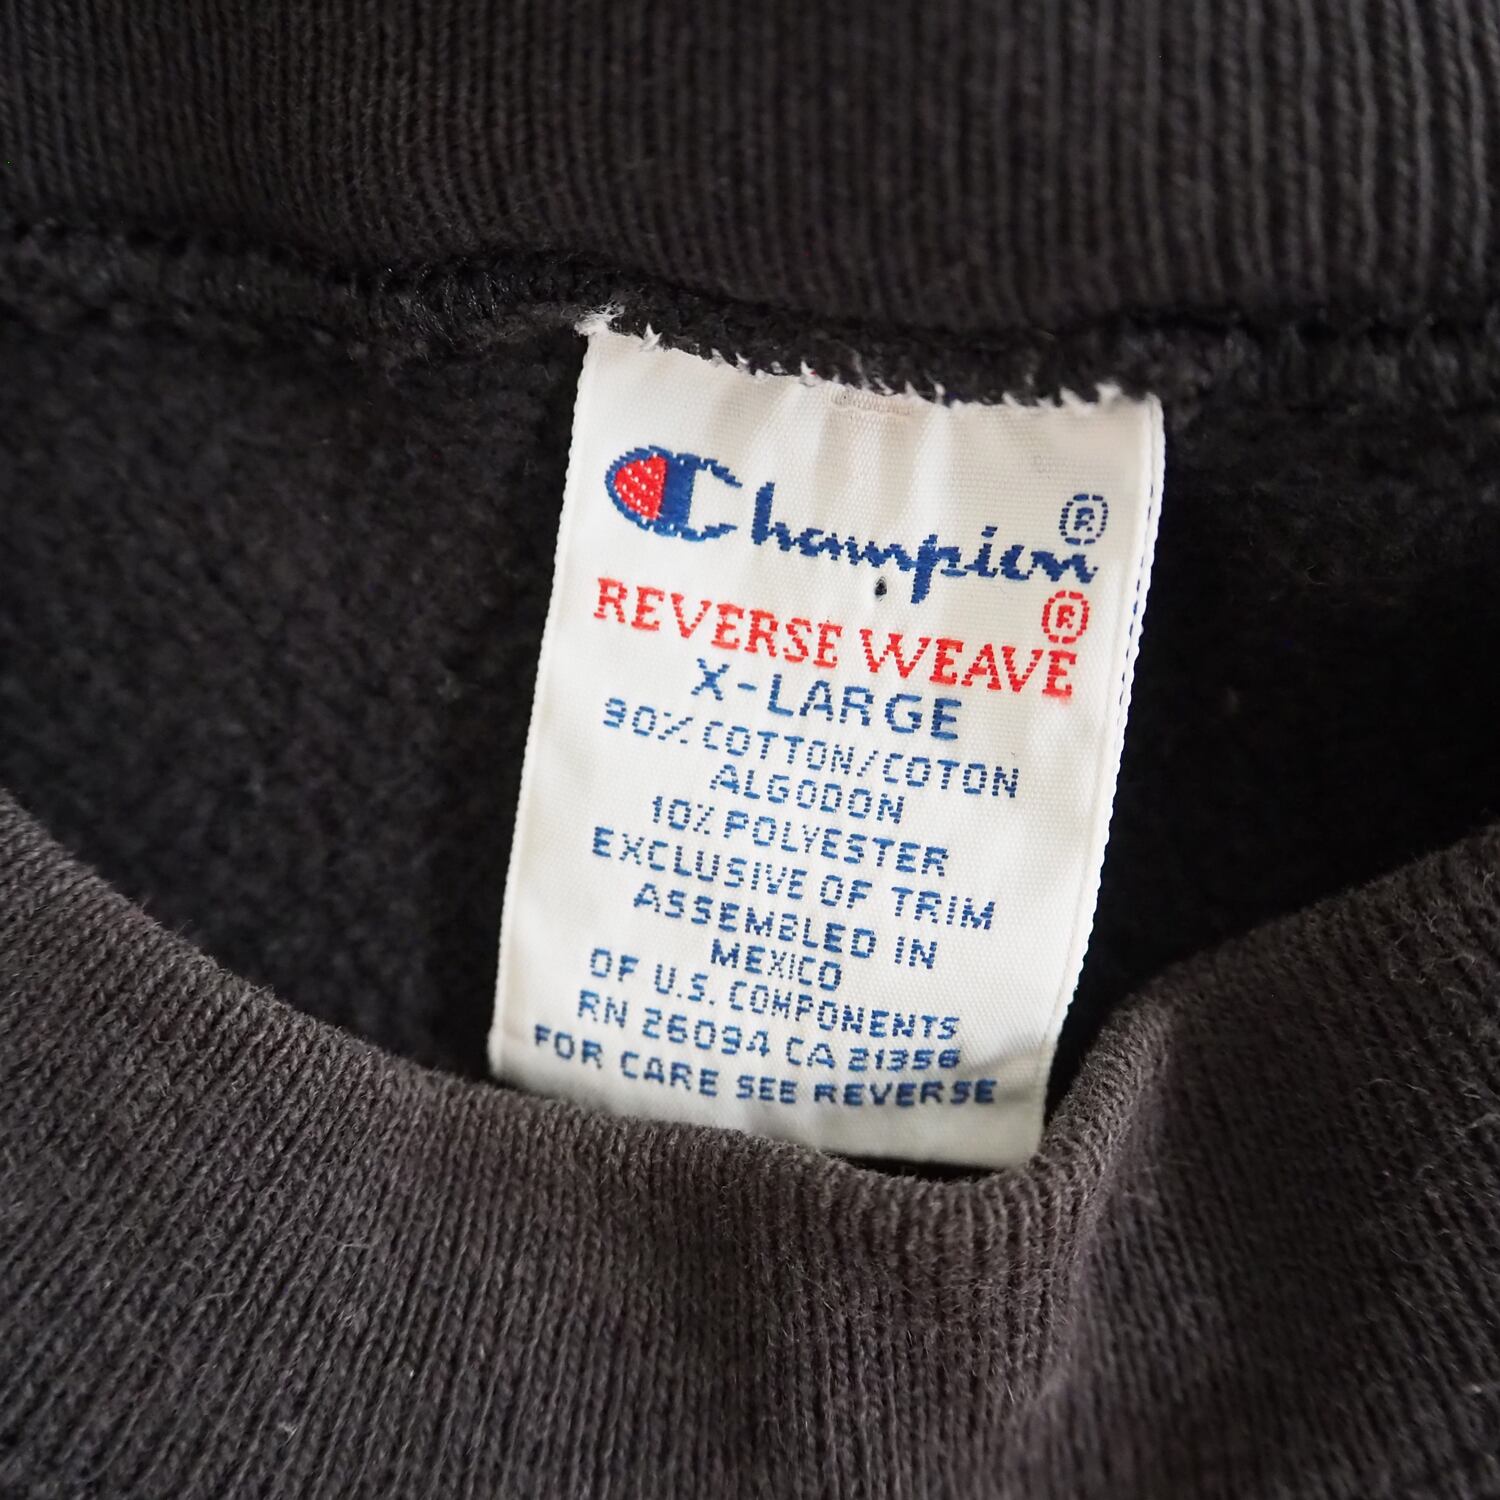 Champion®
REVERSE WEAVE®
X-LARGE
90% COTTON/COTON
ALGODON
10% POLYESTER
EXCLUSIVE OF TRIM
ASSEMBLED IN
MEXICO
OF U.S. COMPONENTS
RN 26094 CA 21356
FOR CARE SEE REVERSE